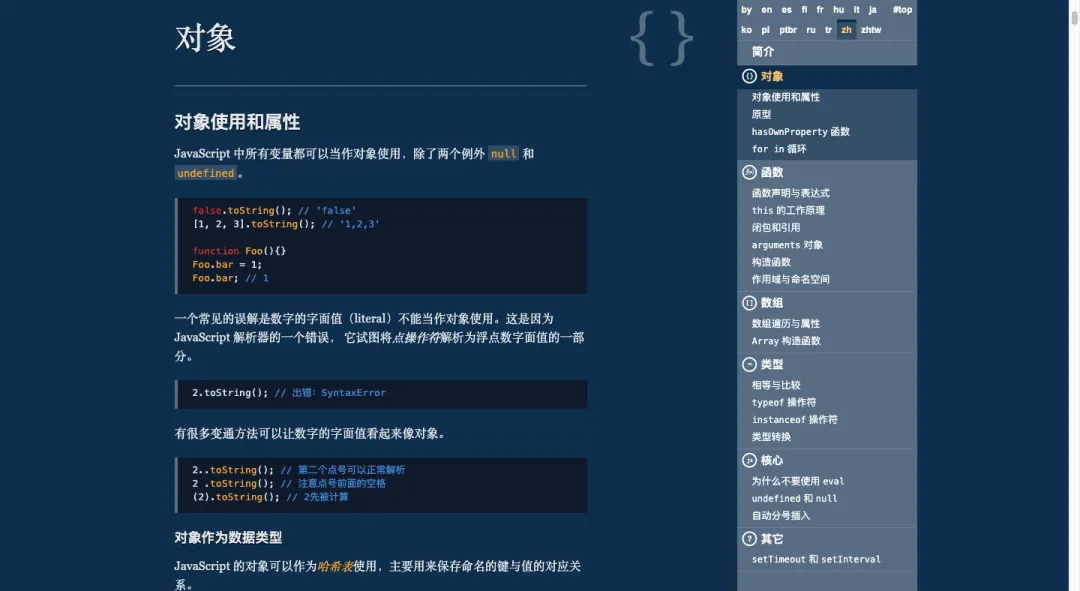 对象
{}
对象使用和属性
JavaScript 中所有变量都可以当作对象使用，除了两个例外 null 和
undefined。
false.toString(); // 'false'
[1, 2, 3].toString(); // '1,2,3'
function Foo(){}
Foo.bar = 1;
Foo.bar; // 1
一个常见的误解是数字的字面值（literal）不能当作对象使用。这是因为
JavaScript 解析器的一个错误， 它试图将点操作符解析为浮点数字面值的一部
分。
2.toString(); // 出错：SyntaxError
有很多变通方法可以让数字的字面值看起来像对象。
2..toString(); // 第二个点号可以正常解析
2 .toString(); // 注意点号前面的空格
(2).toString(); // 2先被计算
对象作为数据类型
JavaScript 的对象可以作为哈希表使用，主要用来保存命名的键与值的对应关
系。
by en es fi fr hu it ja #top
ko pl ptbr ru tr zh zhtw
简介
{} 对象
对象使用和属性
原型
hasOwnProperty 函数
for in 循环
函数
函数声明与表达式
this 的工作原理
闭包和引用
arguments 对象
构造函数
作用域与命名空间
[] 数组
数组遍历与属性
Array 构造函数
类型
相等与比较
typeof 操作符
instanceof 操作符
类型转换
核心
为什么不要使用 eval
undefined 和 null
自动分号插入
? 其它
setTimeout 和 setInterval